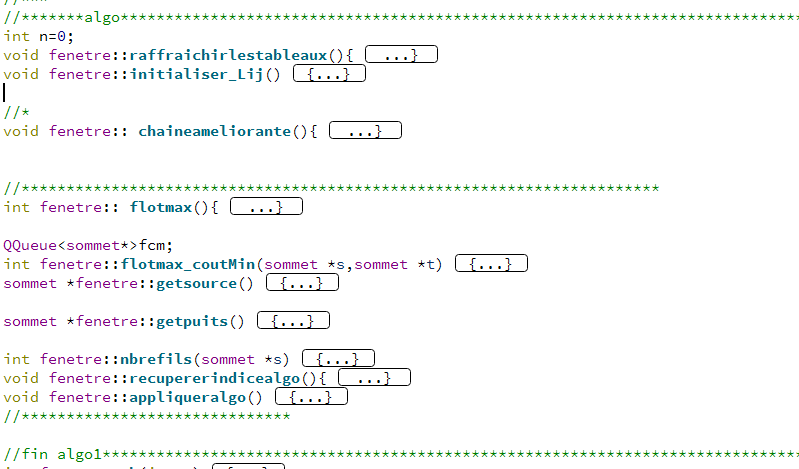 //*******algo****************************************************************************
int n=0;
void fenetre::raffraichirlestableaux(){ ...}
void fenetre::initialiser_Lij() {...}
//*
void fenetre:: chaineameliorante(){ ...}
//***********************************************************************
int fenetre:: flotmax(){ ...}
QQueue<sommet*>fcm;
int fenetre::flotmax_coutMin(sommet *s,sommet *t) {...}
sommet *fenetre::getsource() {...}
sommet *fenetre::getpuits() {...}
int fenetre::nbrefils(sommet *s) {...}
void fenetre::recupererindicealgo(){ ...}
void fenetre::appliqueralgo() {...}
//******************************
//fin algo1******************************************************************************